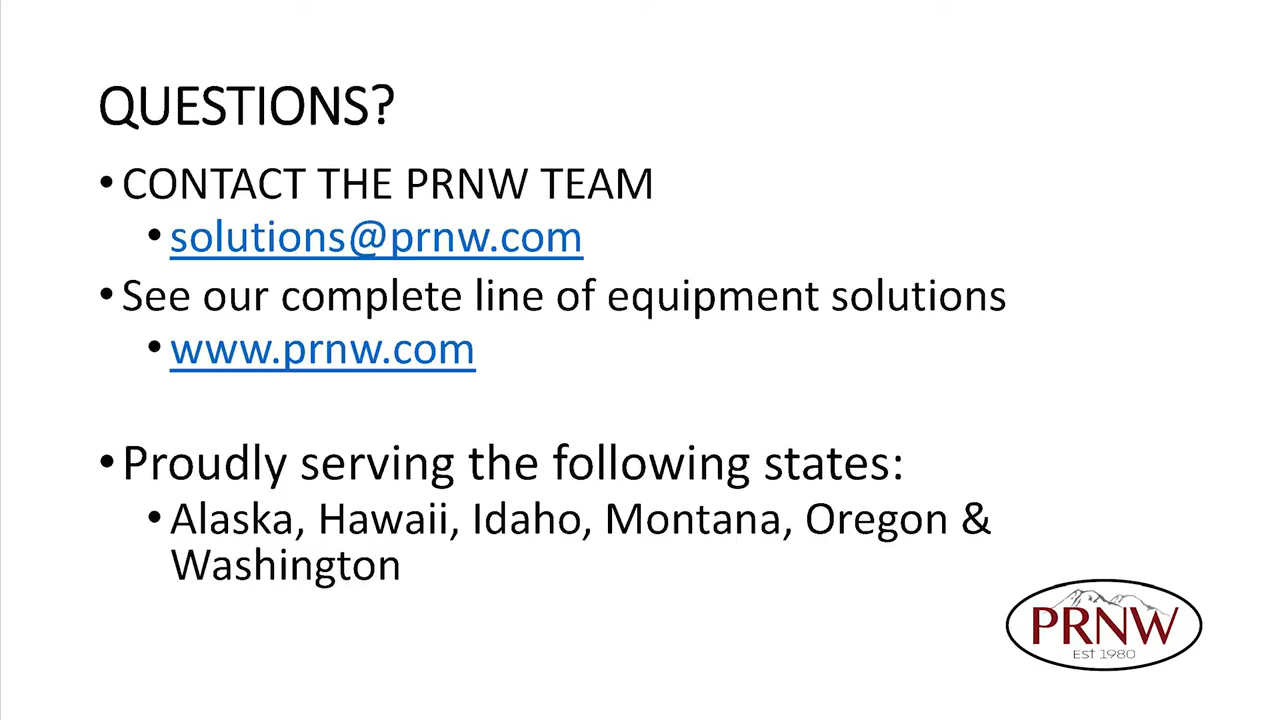 QUESTIONS?
• CONTACT THE PRNW TEAM
• solutions@prnw.com
• See our complete line of equipment solutions
• www.prnw.com
• Proudly serving the following states:
• Alaska, Hawaii, Idaho, Montana, Oregon &
Washington
PRNW
EST 1980